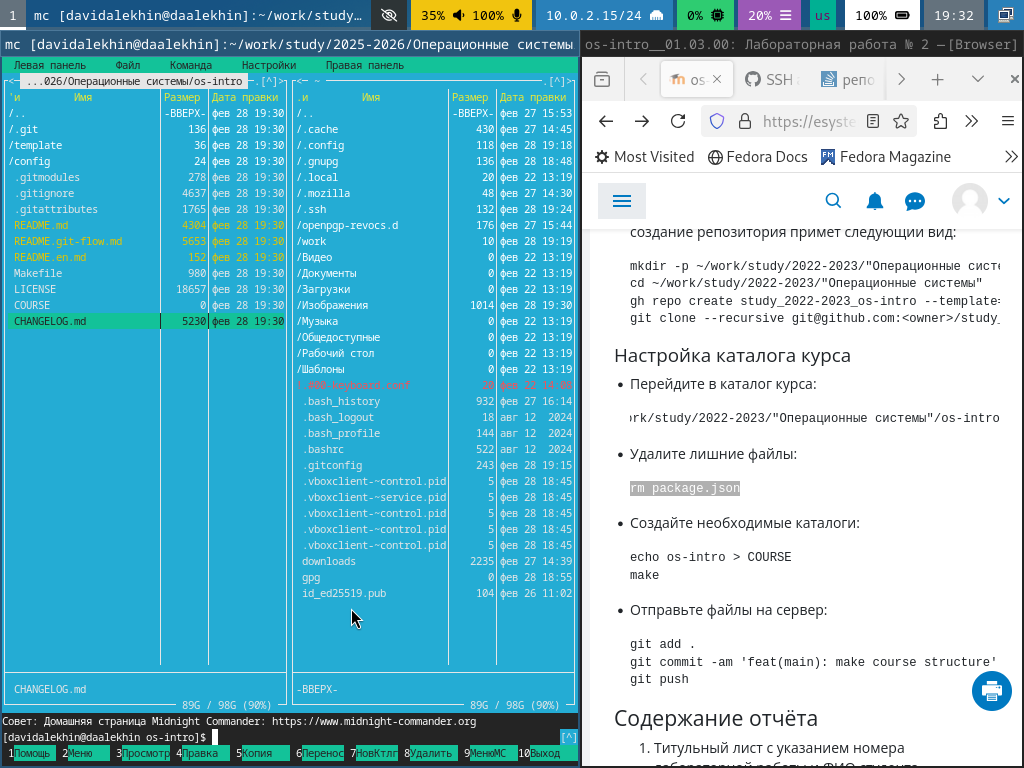 1 mc [davidalekhin@daalekhin]:~/work/study… 35% 100% 10.0.2.15/24 0% 20% us 100% 19:32
mc [davidalekhin@daalekhin]:~/work/study/2025-2026/Операционные системы
Левая панель Файл Команда Настройки Правая панель
<— ...026/Операционные системы/os-intro —.[^]>
'и Имя Размер Дата правки
/.. -ВВЕРХ- фев 28 19:30
/.git 136 фев 28 19:30
/template 36 фев 28 19:30
/config 24 фев 28 19:30
.gitmodules 278 фев 28 19:30
.gitignore 4637 фев 28 19:30
.gitattributes 1765 фев 28 19:30
README.md 4304 фев 28 19:30
README.git-flow.md 5653 фев 28 19:30
README.en.md 152 фев 28 19:30
Makefile 980 фев 28 19:30
LICENSE 18657 фев 28 19:30
COURSE 0 фев 28 19:30
CHANGELOG.md 5230 фев 28 19:30
CHANGELOG.md
89G / 98G (90%)
<— ~ —.[^]>
.и Имя Размер Дата правки
/.. -ВВЕРХ- фев 27 15:53
/.cache 430 фев 27 14:45
/.config 118 фев 28 19:18
/.gnupg 136 фев 28 18:48
/.local 20 фев 22 13:19
/.mozilla 48 фев 27 14:30
/.ssh 132 фев 28 19:24
/openpgp-revocs.d 176 фев 27 15:44
/work 10 фев 28 19:19
/Видео 0 фев 22 13:19
/Документы 0 фев 22 13:19
/Загрузки 0 фев 22 13:19
/Изображения 1014 фев 28 19:30
/Музыка 0 фев 22 13:19
/Общедоступные 0 фев 22 13:19
/Рабочий стол 0 фев 22 13:19
/Шаблоны 0 фев 22 13:19
.bash_history 932 фев 27 16:14
.bash_logout 18 авг 12 2024
.bash_profile 144 авг 12 2024
.bashrc 522 авг 12 2024
.gitconfig 243 фев 28 19:15
.vboxclient-~control.pid 5 фев 28 18:45
.vboxclient-~service.pid 5 фев 28 18:45
.vboxclient-~control.pid 5 фев 28 18:45
.vboxclient-~control.pid 5 фев 28 18:45
.vboxclient-~control.pid 5 фев 28 18:45
downloads 2235 фев 27 14:39
gpg 0 фев 28 18:55
id_ed25519.pub 104 фев 26 11:02
-ВВЕРХ-
89G / 98G (90%)
Совет: Домашняя страница Midnight Commander: https://www.midnight-commander.org
[davidalekhin@daalekhin os-intro]$ [^]
1Помощь 2Меню 3Просмотр 4Правка 5Копия 6Перенос 7НовКтлг 8Удалить 9МенюМС 10Выход
os-intro__01.03.00: Лабораторная работа № 2 —[Browser]
os- SSH репо
https://esyste
Most Visited Fedora Docs Fedora Magazine
создание репозитория примет следующий вид:
mkdir -p ~/work/study/2022-2023/"Операционные систе
cd ~/work/study/2022-2023/"Операционные системы"
gh repo create study_2022-2023_os-intro --template=
git clone --recursive git@github.com:<owner>/study_
Настройка каталога курса
• Перейдите в каталог курса:
ork/study/2022-2023/"Операционные системы"/os-intro
• Удалите лишние файлы:
rm package.json
• Создайте необходимые каталоги:
echo os-intro > COURSE
make
• Отправьте файлы на сервер:
git add .
git commit -am 'feat(main): make course structure'
git push
Содержание отчёта
1. Титульный лист с указанием номера
лабораторной работы и ФИО студента